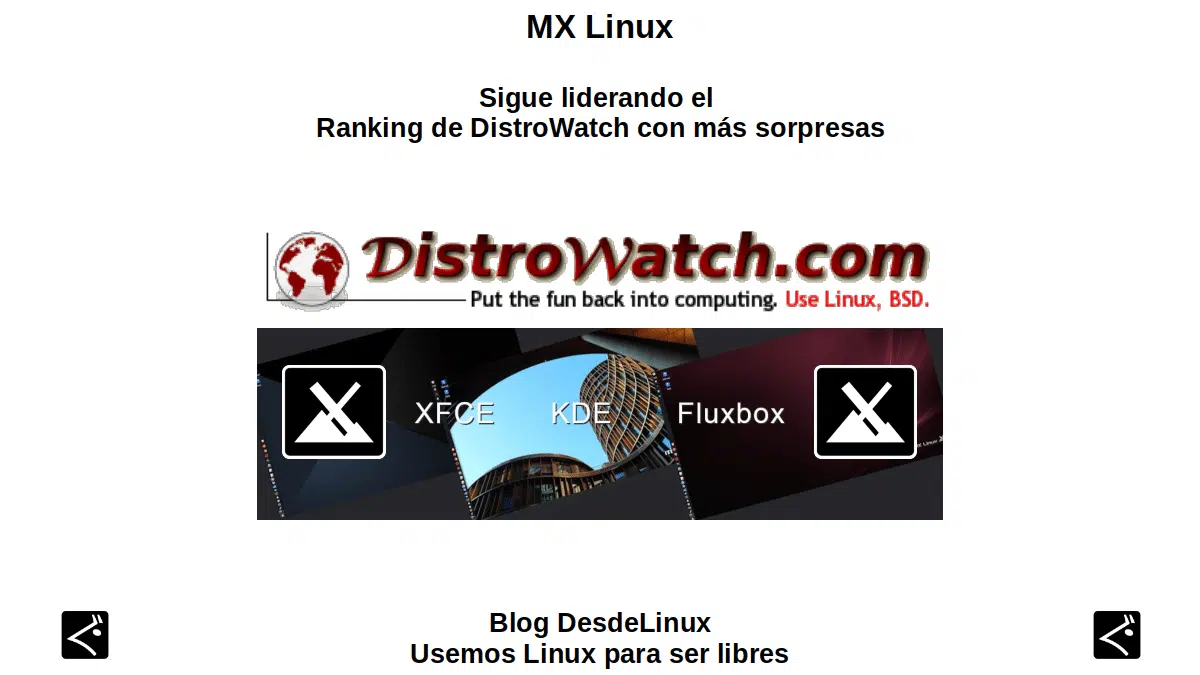 MX Linux
Sigue liderando el
Ranking de DistroWatch con más sorpresas
DistroWatch.com
Put the fun back into computing. Use Linux, BSD.
XFCE KDE Fluxbox
Blog DesdeLinux
Usemos Linux para ser libres